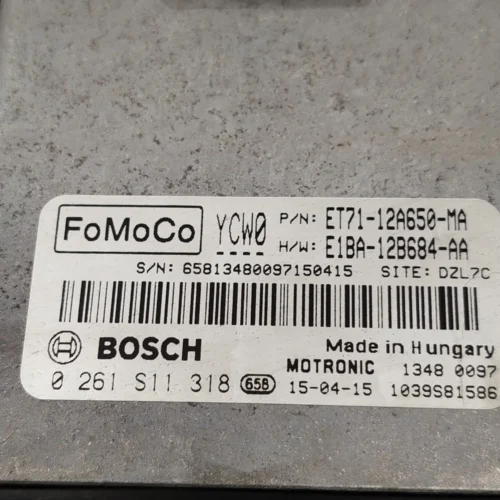 FoMoCo YCW0 P/N: ET71-12A650-MA
H/W: E1BA-12B684-AA
S/N: 65813480097150415 SITE: DZL7C
BOSCH Made in Hungary
MOTRONIC 1348 0097
0 261 S11 318 658 15-04-15 1039S81586